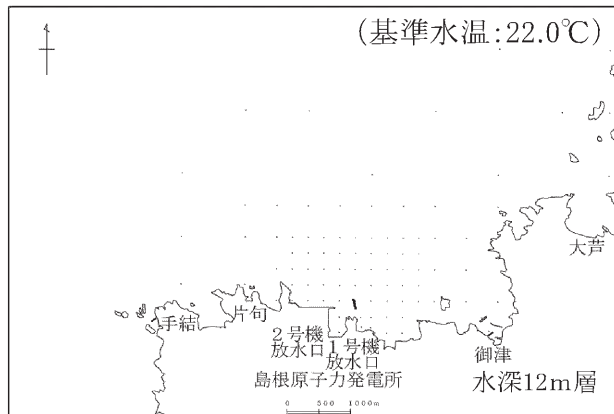 (基準水温:22.0℃)
大芦
手結
片句
2号機
放水口
1号機
放水口
御津
島根原子力発電所
水深12m層
0 500 1000m